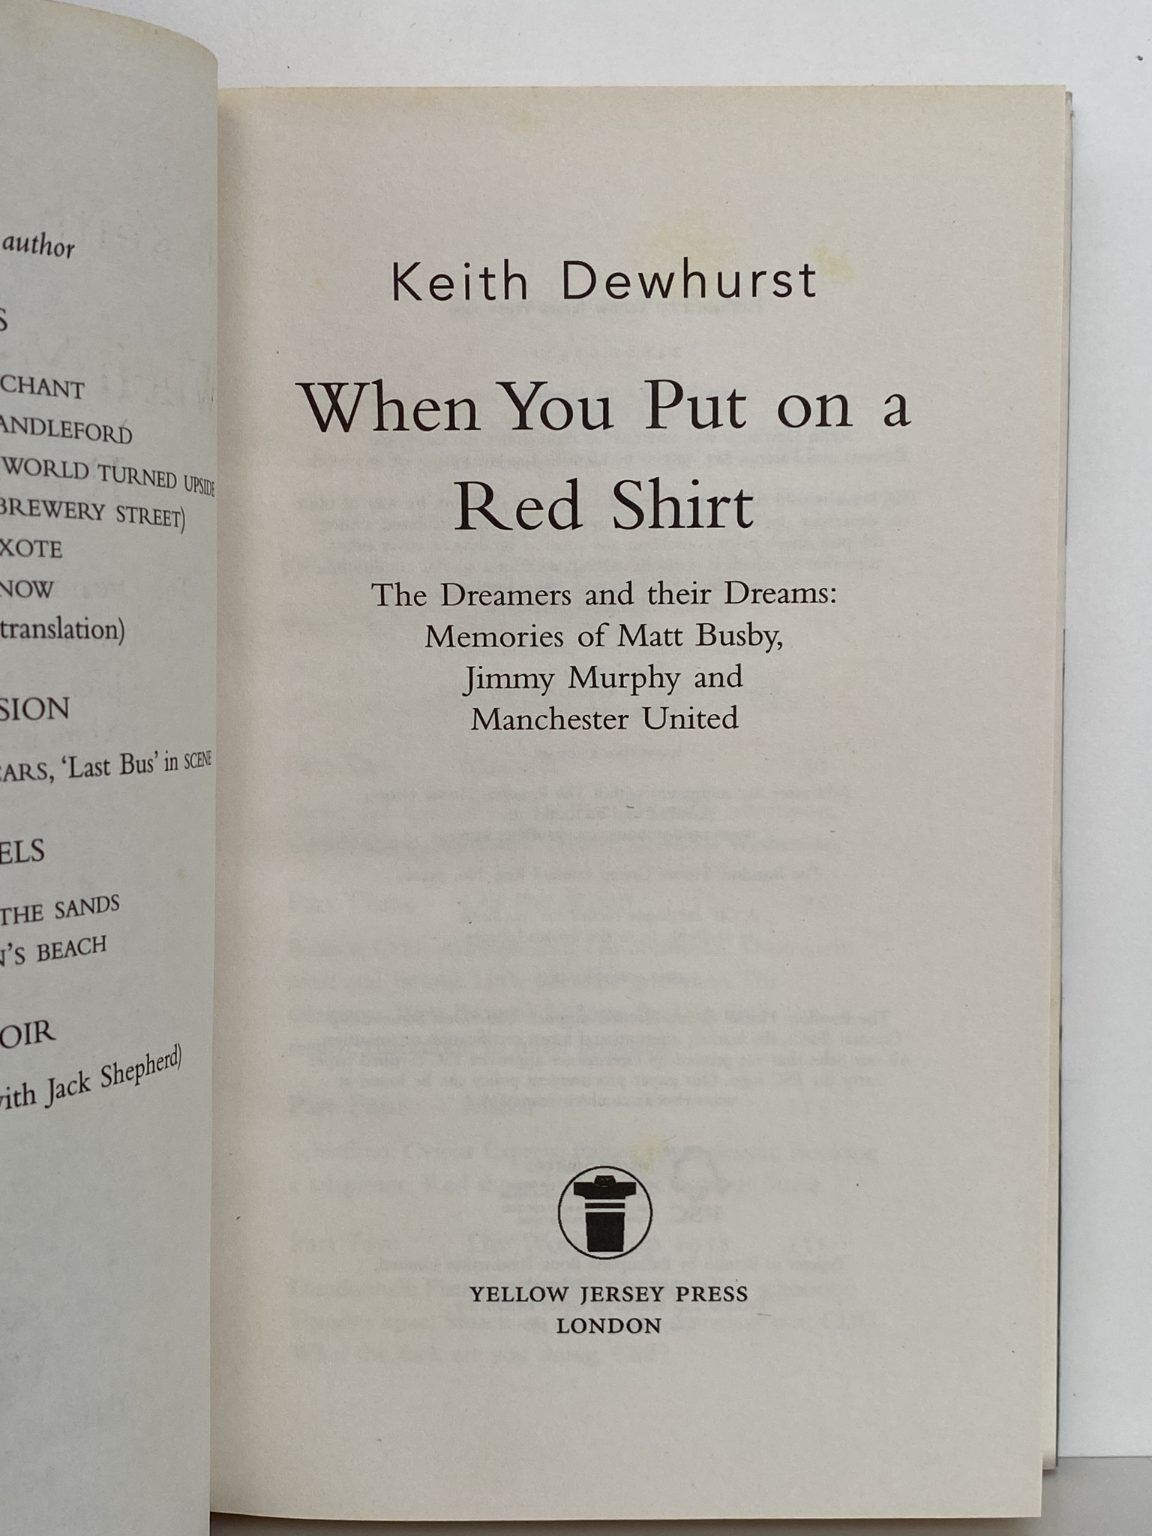 author
S
CHANT
ANDLEFORD
WORLD TURNED UPSIDE
BREWERY STREET)
XOTE
NOW
translation)
SION
EARS, ‘Last Bus’ in SCENE
ELS
THE SANDS
N’S BEACH
OIR
with Jack Shepherd)
Keith Dewhurst
When You Put on a
Red Shirt
The Dreamers and their Dreams:
Memories of Matt Busby,
Jimmy Murphy and
Manchester United
YELLOW JERSEY PRESS
LONDON